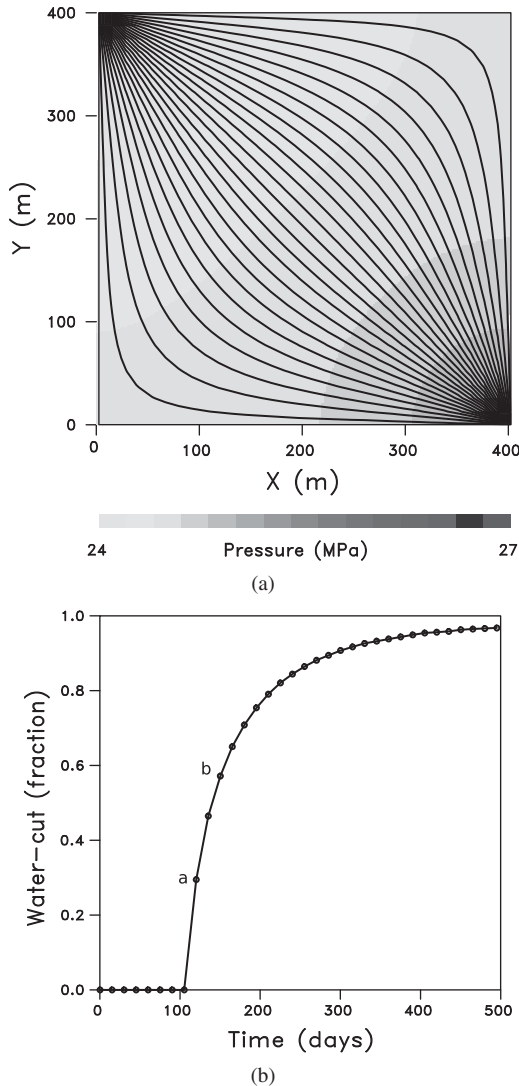 400
300
200
100
0
Y (m)
0 100 200 300 400
X (m)
24 Pressure (MPa) 27
(a)
1.0
0.8
0.6
0.4
0.2
0.0
Water-cut (fraction)
b
a
0 100 200 300 400 500
Time (days)
(b)